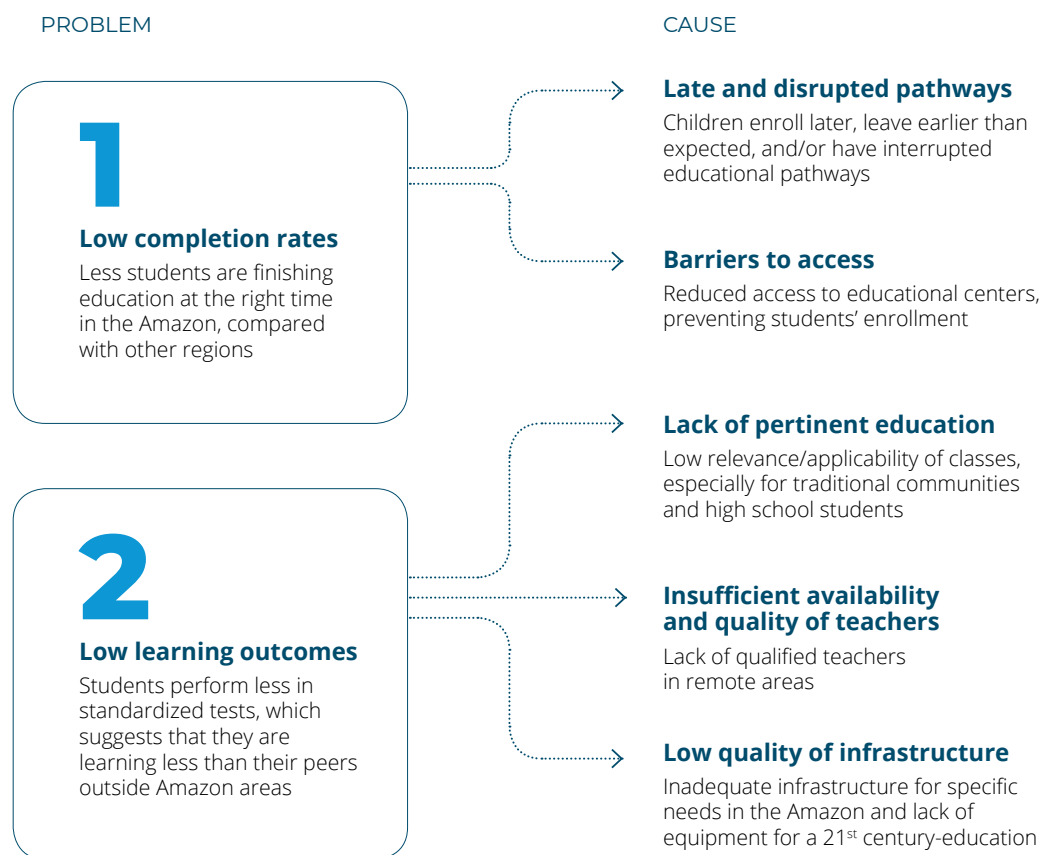 PROBLEM
CAUSE
1
Low completion rates
Less students are finishing
education at the right time
in the Amazon, compared
with other regions
Late and disrupted pathways
Children enroll later, leave earlier than
expected, and/or have interrupted
educational pathways
Barriers to access
Reduced access to educational centers,
preventing students’ enrollment
2
Low learning outcomes
Students perform less in
standardized tests, which
suggests that they are
learning less than their peers
outside Amazon areas
Lack of pertinent education
Low relevance/applicability of classes,
especially for traditional communities
and high school students
Insufficient availability
and quality of teachers
Lack of qualified teachers
in remote areas
Low quality of infrastructure
Inadequate infrastructure for specific
needs in the Amazon and lack of
equipment for a 21st century-education